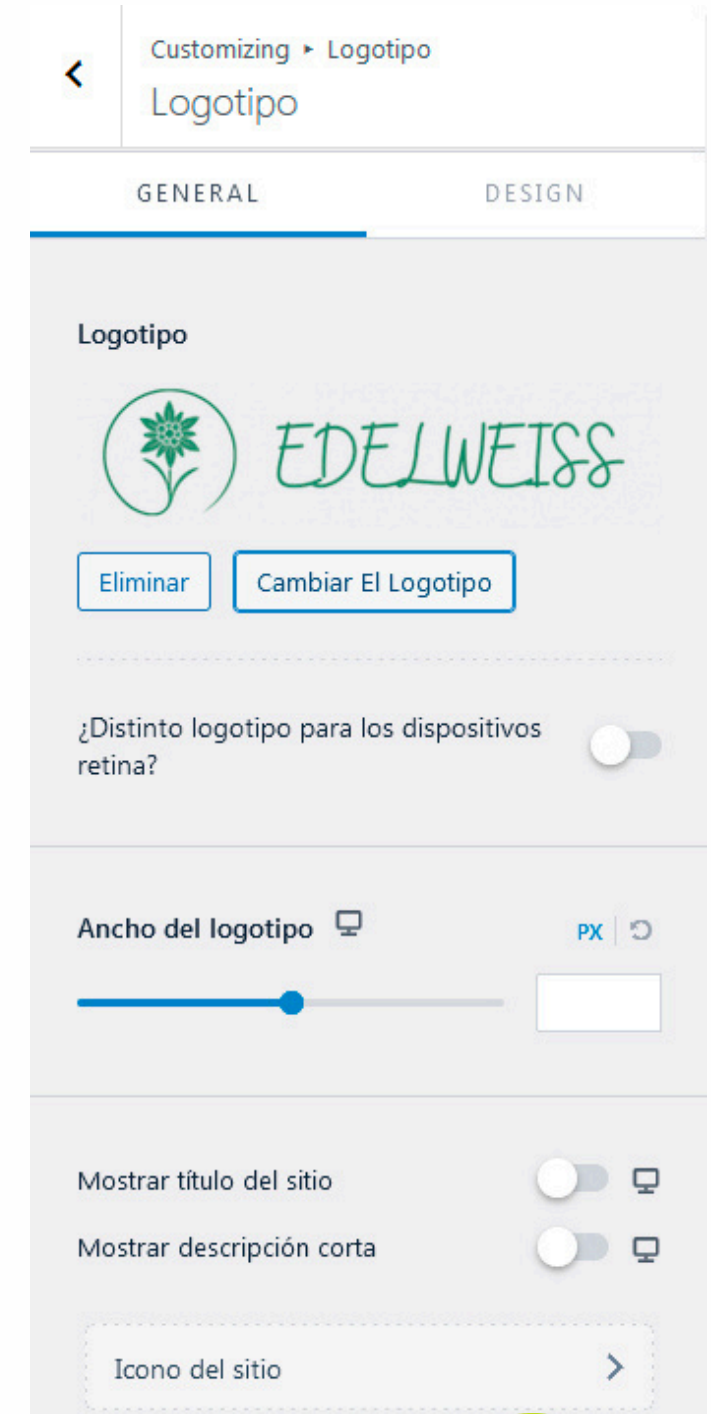 Customizing ▸ Logotipo
Logotipo
GENERAL
DESIGN
Logotipo
EDELWEISS
Eliminar
Cambiar El Logotipo
¿Distinto logotipo para los dispositivos
retina?
Ancho del logotipo
PX
Mostrar título del sitio
Mostrar descripción corta
Icono del sitio